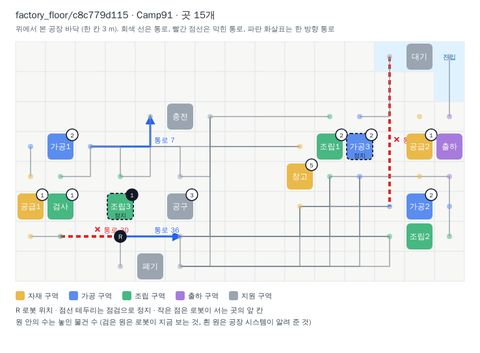 factory_floor/c8c779d115 · Camp91 · 곳 15개
위에서 본 공장 바닥 (한 칸 3 m). 회색 선은 통로, 빨간 점선은 막힌 통로, 파란 화살표는 한 방향 통로
대기
충전
통로 7
가공1
2
조립1
2
가공3
2
정지
가공2
1
출하
창고
5
공급1
1
검사
1
조립3
1
정지
공구
3
가공2
2
통로 36
R
조립2
폐기
자재 구역
가공 구역
조립 구역
출하 구역
지원 구역
R 로봇 위치 · 점선 테두리는 점검으로 정지 · 작은 점은 로봇이 서는 곳의 앞 칸
원 안의 수는 놓인 물건 수 (검은 원은 로봇이 지금 보는 것, 흰 원은 공장 시스템이 알려 준 것)